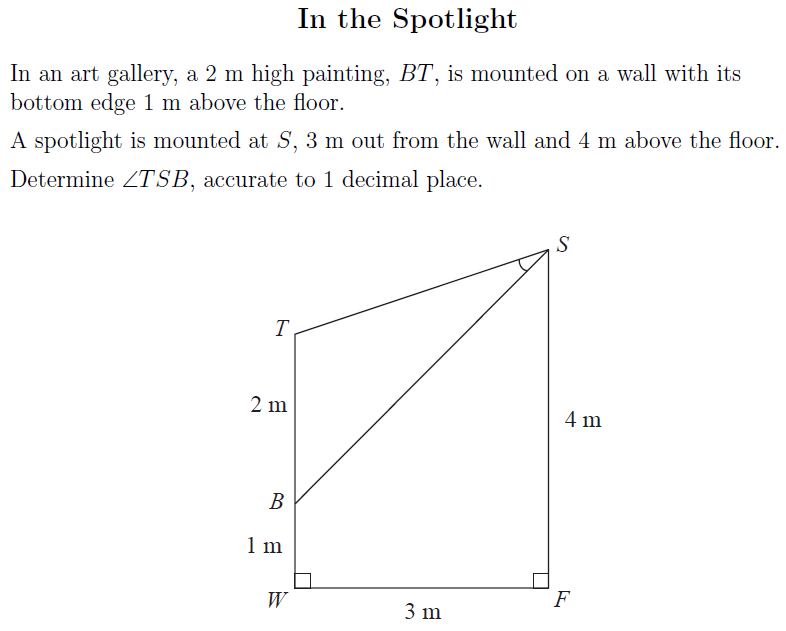 In the Spotlight
In an art gallery, a 2 m high painting, BT, is mounted on a wall with its
bottom edge 1 m above the floor.
A spotlight is mounted at S, 3 m out from the wall and 4 m above the floor.
Determine ∠TSB, accurate to 1 decimal place.
S
T
2 m
4 m
B
1 m
W
F
3 m